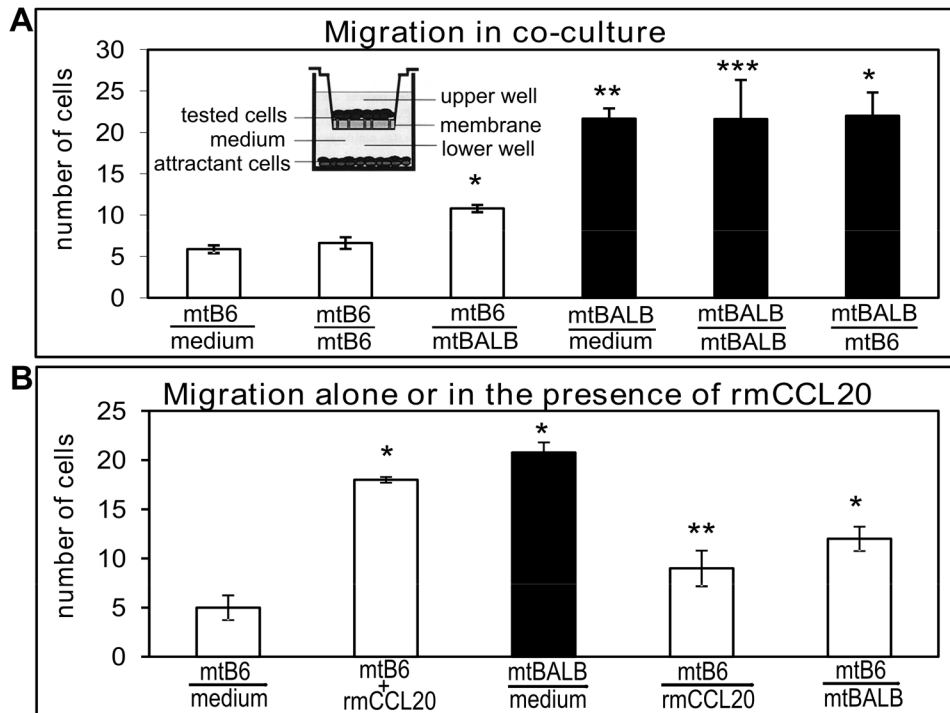 A
Migration in co-culture
number of cells
30
25
20
15
10
5
0
upper well
tested cells
membrane
medium
lower well
attractant cells
*
**
***
*
mtB6
medium
mtB6
mtB6
mtB6
mtBALB
mtBALB
medium
mtBALB
mtBALB
mtBALB
mtB6
B
Migration alone or in the presence of rmCCL20
number of cells
25
20
15
10
5
0
*
*
**
*
mtB6
medium
mtB6
+
rmCCL20
mtBALB
medium
mtB6
rmCCL20
mtB6
mtBALB